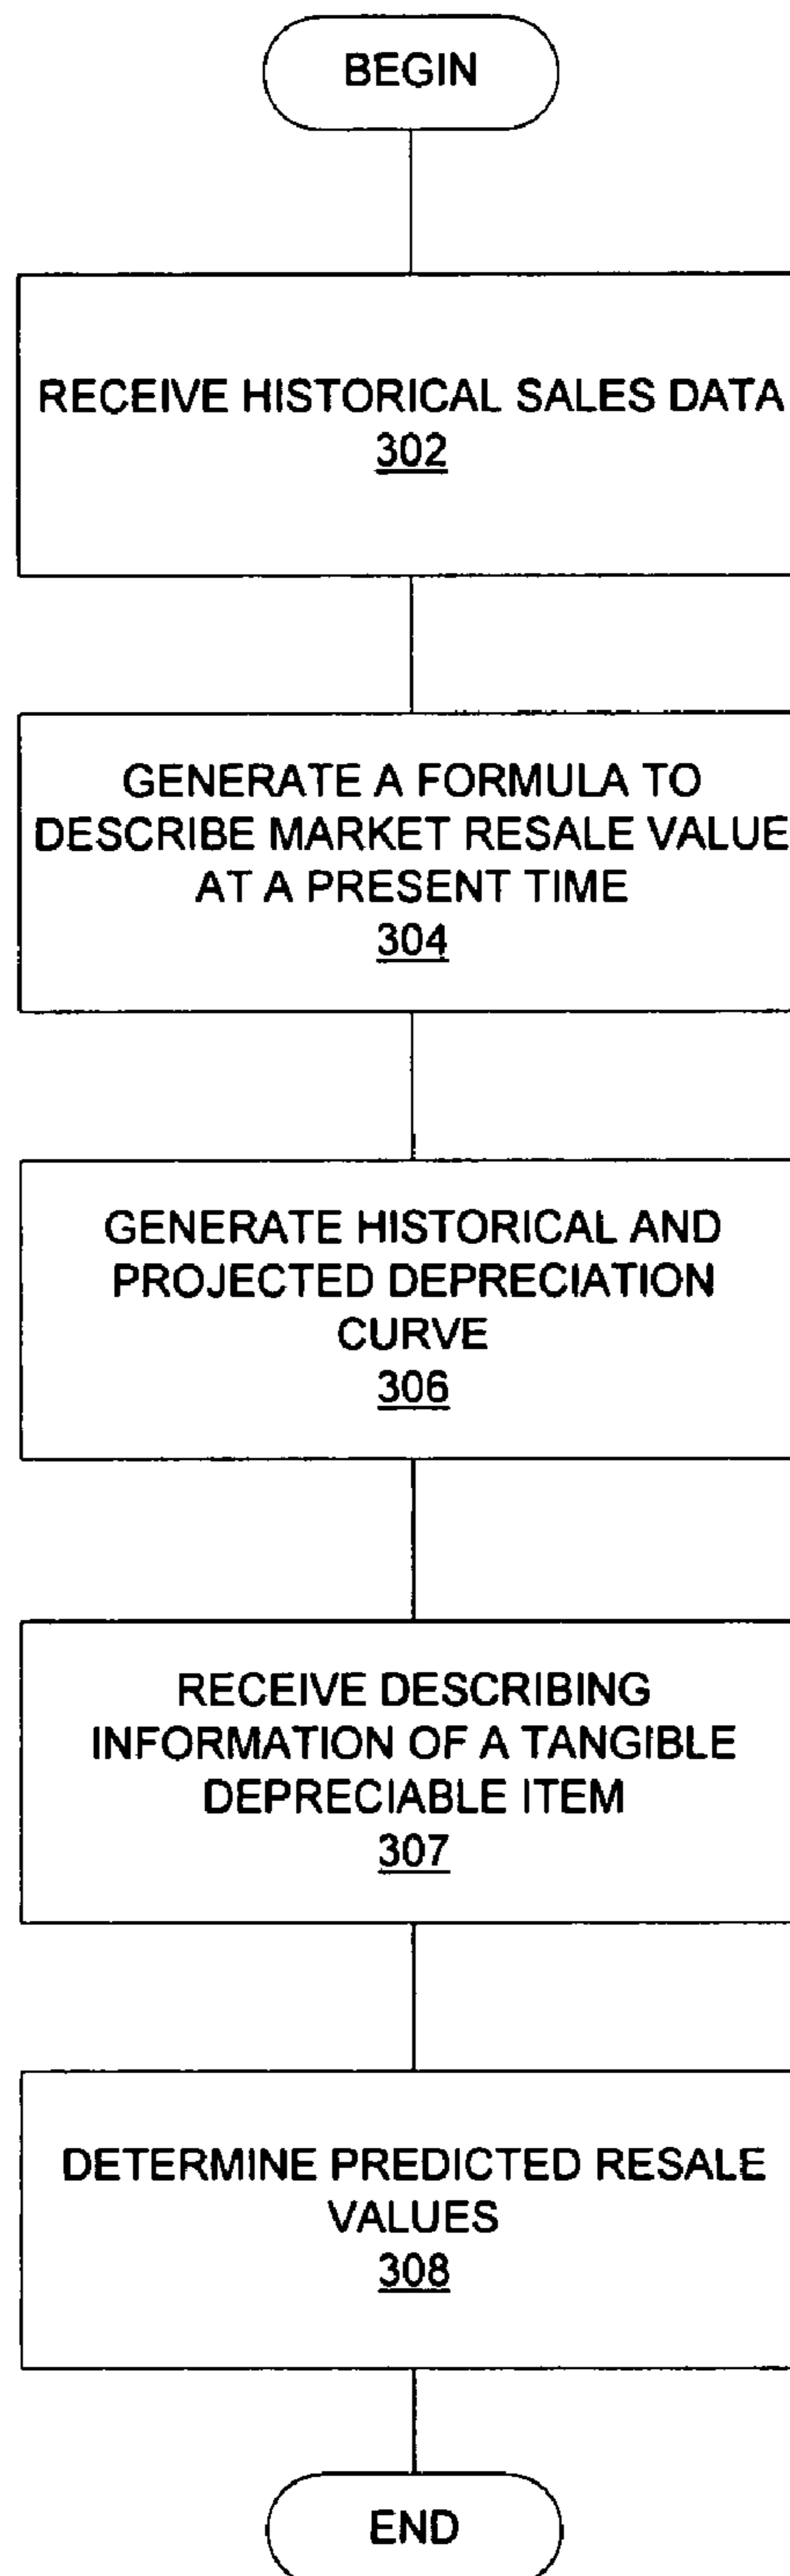 BEGIN
RECEIVE HISTORICAL SALES DATA
302
GENERATE A FORMULA TO
DESCRIBE MARKET RESALE VALUE
AT A PRESENT TIME
304
GENERATE HISTORICAL AND
PROJECTED DEPRECIATION
CURVE
306
RECEIVE DESCRIBING
INFORMATION OF A TANGIBLE
DEPRECIABLE ITEM
307
DETERMINE PREDICTED RESALE
VALUES
308
END